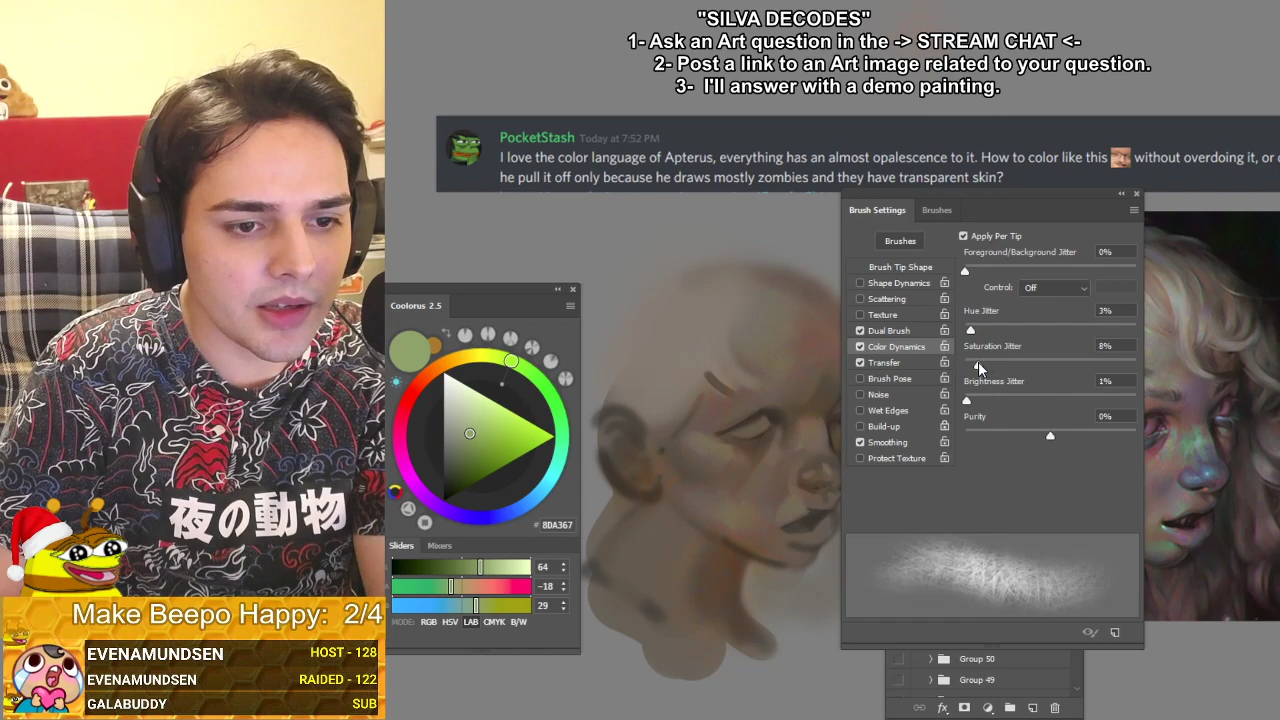 "SILVA DECODES"
1- Ask an Art question in the -> STREAM CHAT <-
2- Post a link to an Art image related to your question.
3- I'll answer with a demo painting.
PocketStash Today at 7:52 PM
I love the color language of Apterus, everything has an almost opalescence to it. How to color like this without overdoing it, or
he pull it off only because he draws mostly zombies and they have transparent skin?
Brush Settings Brushes
Brushes
Brush Tip Shape
Shape Dynamics
Scattering
Texture
Dual Brush
Color Dynamics
Transfer
Brush Pose
Noise
Wet Edges
Build-up
Smoothing
Protect Texture
Apply Per Tip
Foreground/Background Jitter 0%
Control: Off
Hue Jitter 3%
Saturation Jitter 8%
Brightness Jitter 1%
Purity 0%
Coolorus 2.5
# 8DA367
Sliders Mixers
64
-18
29
MODE: RGB HSV LAB CMYK B/W
Group 50
Group 49
fx
夜の動物
Make Beepo Happy: 2/4
EVENAMUNDSEN HOST - 128
EVENAMUNDSEN RAIDED - 122
GALABUDDY SUB